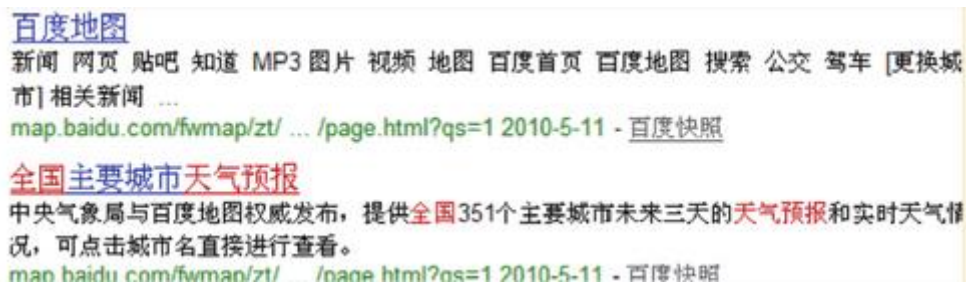 百度地图
新闻 网页 贴吧 知道 MP3 图片 视频 地图 百度首页 百度地图 搜索 公交 驾车 [更换城
市] 相关新闻 ...
map.baidu.com/fwmap/zt/ ... /page.html?qs=1 2010-5-11 - 百度快照
全国主要城市天气预报
中央气象局与百度地图权威发布，提供全国351个主要城市未来三天的天气预报和实时天气情
况，可点击城市名直接进行查看。
map.baidu.com/fwmap/zt/ ... /page.html?qs=1 2010-5-11 - 百度快照